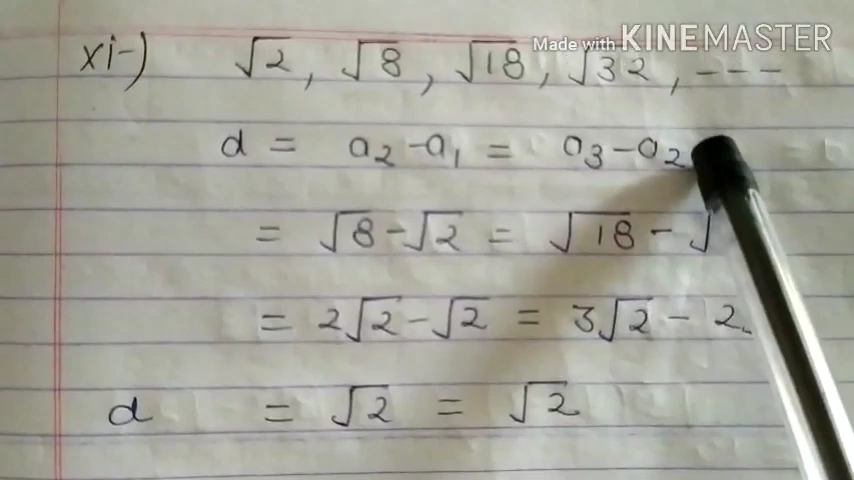 Made with KINEMASTER
xi-) √2, √8, √18, √32, ---
d = a₂-a₁ = a₃-a₂
= √8-√2 = √18-√
= 2√2-√2 = 3√2-2
d = √2 = √2